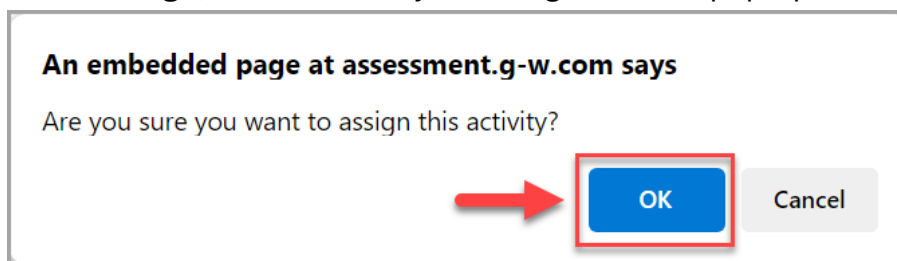 An embedded page at assessment.g-w.com says
Are you sure you want to assign this activity?
OK
Cancel